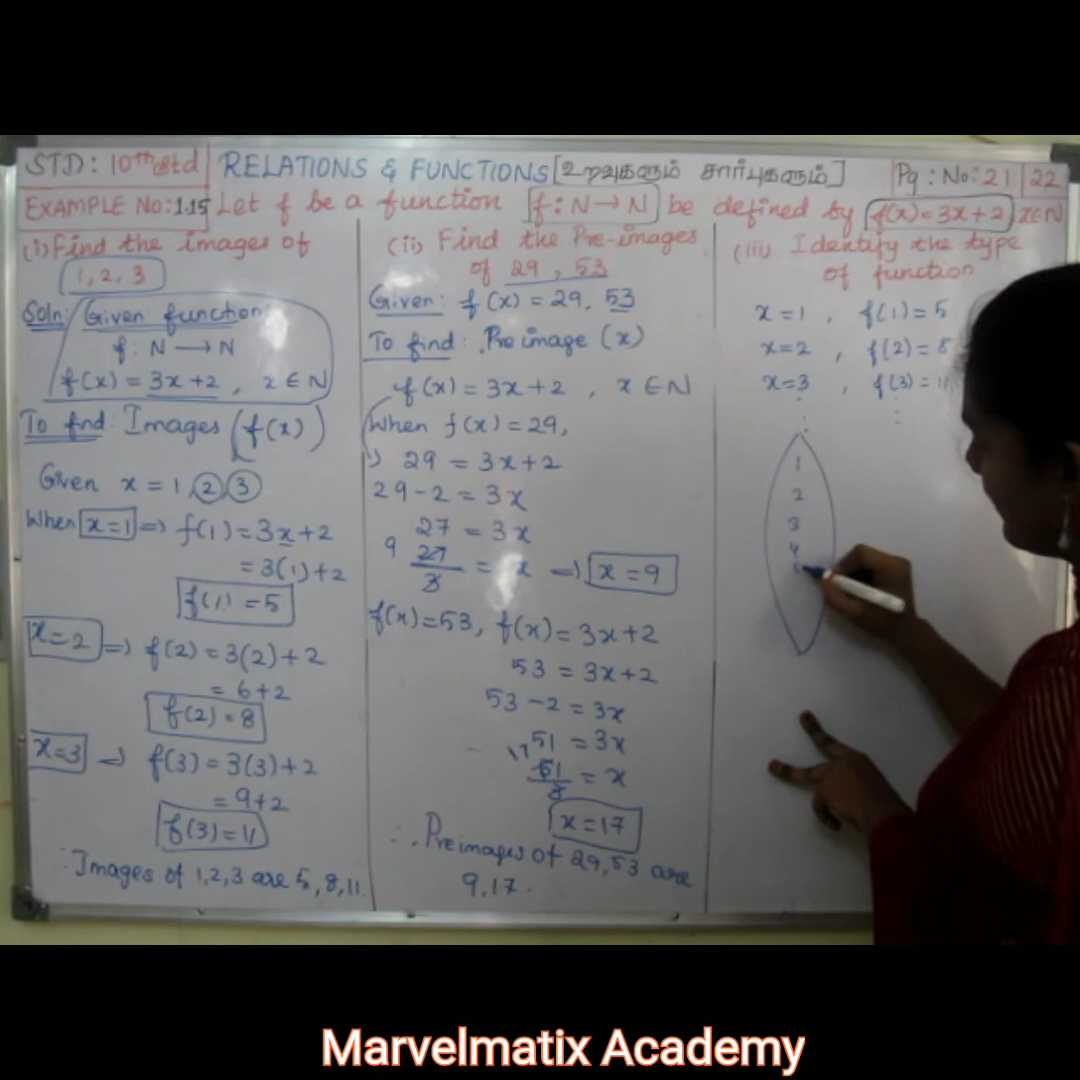 STD: 10th Std RELATIONS & FUNCTIONS [உறவுகளும் சார்புகளும்] Pg: No: 21 22
EXAMPLE No: 1.15 Let f be a function f: N → N be defined by f(x) = 3x+2, x∈N
(i) Find the images of
1, 2, 3
Soln: Given function:
f: N → N
f(x) = 3x+2, x ∈ N
To find: Images (f(x))
Given x = 1, 2, 3
When x=1 => f(1) = 3x+2
= 3(1)+2
f(1) = 5
x=2 => f(2) = 3(2)+2
= 6+2
f(2) = 8
x=3 => f(3) = 3(3)+2
= 9+2
f(3) = 11
∴ Images of 1,2,3 are 5,8,11.
(ii) Find the Pre-images
of 29, 53
Given: f(x) = 29, 53
To find: Pre image (x)
f(x) = 3x+2, x ∈ N
When f(x) = 29,
29 = 3x+2
29-2 = 3x
27 = 3x
9 27/3 = x => x=9
f(x)=53, f(x) = 3x+2
53 = 3x+2
53-2 = 3x
51 = 3x
17 51/3 = x
x=17
∴ Preimages of 29,53 are
9,17.
(iii) Identify the type
of function
x=1, f(1)=5
x=2, f(2)=8
x=3, f(3)=11
1
2
3
4
Marvelmatix Academy